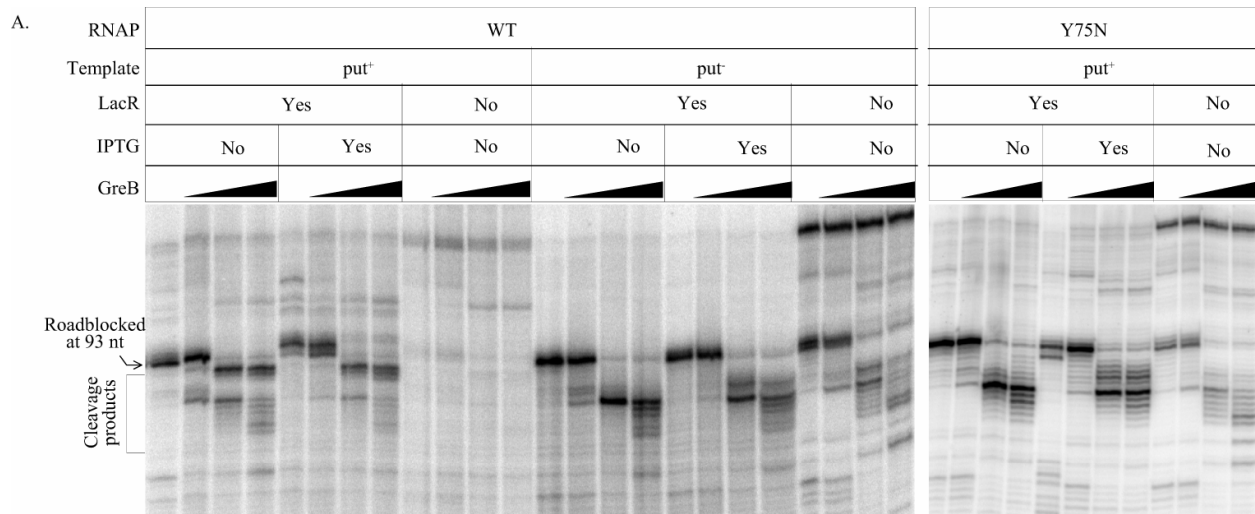 A.
RNAP WT Y75N
Template put⁺ put⁻ put⁺
LacR Yes No Yes No Yes No
IPTG No Yes No No Yes No No Yes No
GreB
Roadblocked
at 93 nt
Cleavage
products